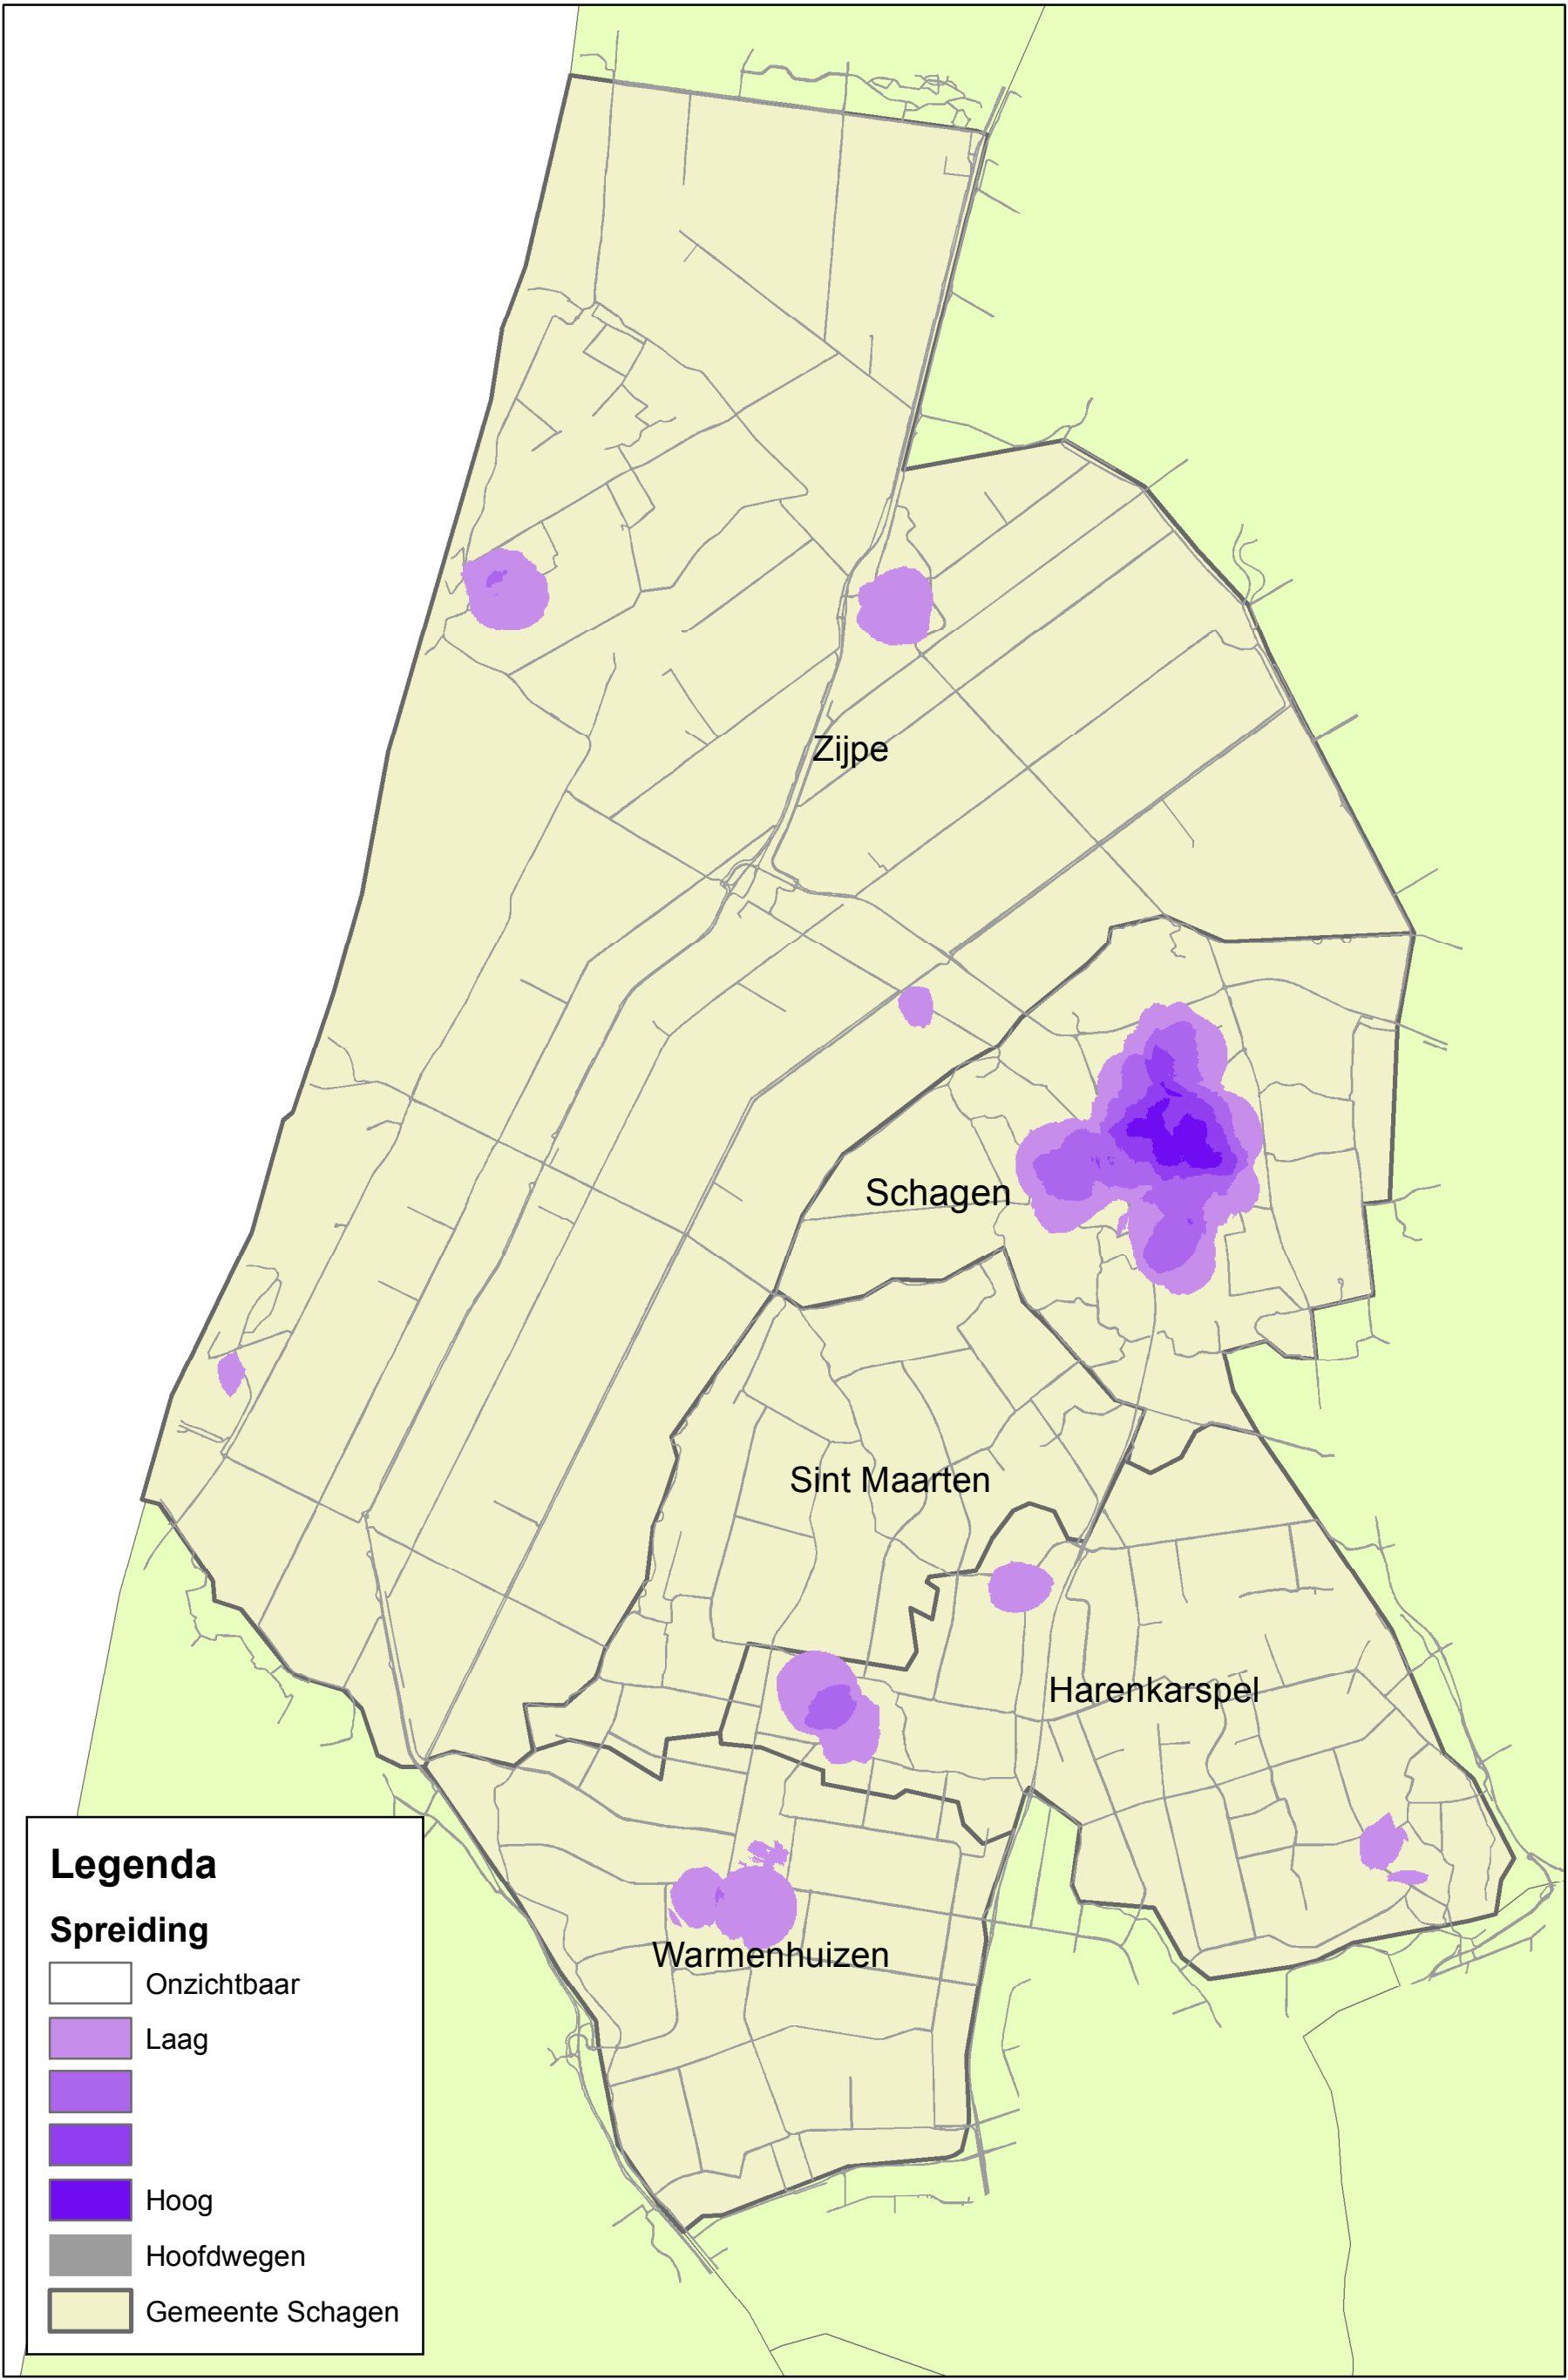 Zijpe
Schagen
Sint Maarten
Harenkarspel
Warmenhuizen
Legenda
Spreiding
Onzichtbaar
Laag
Hoog
Hoofdwegen
Gemeente Schagen